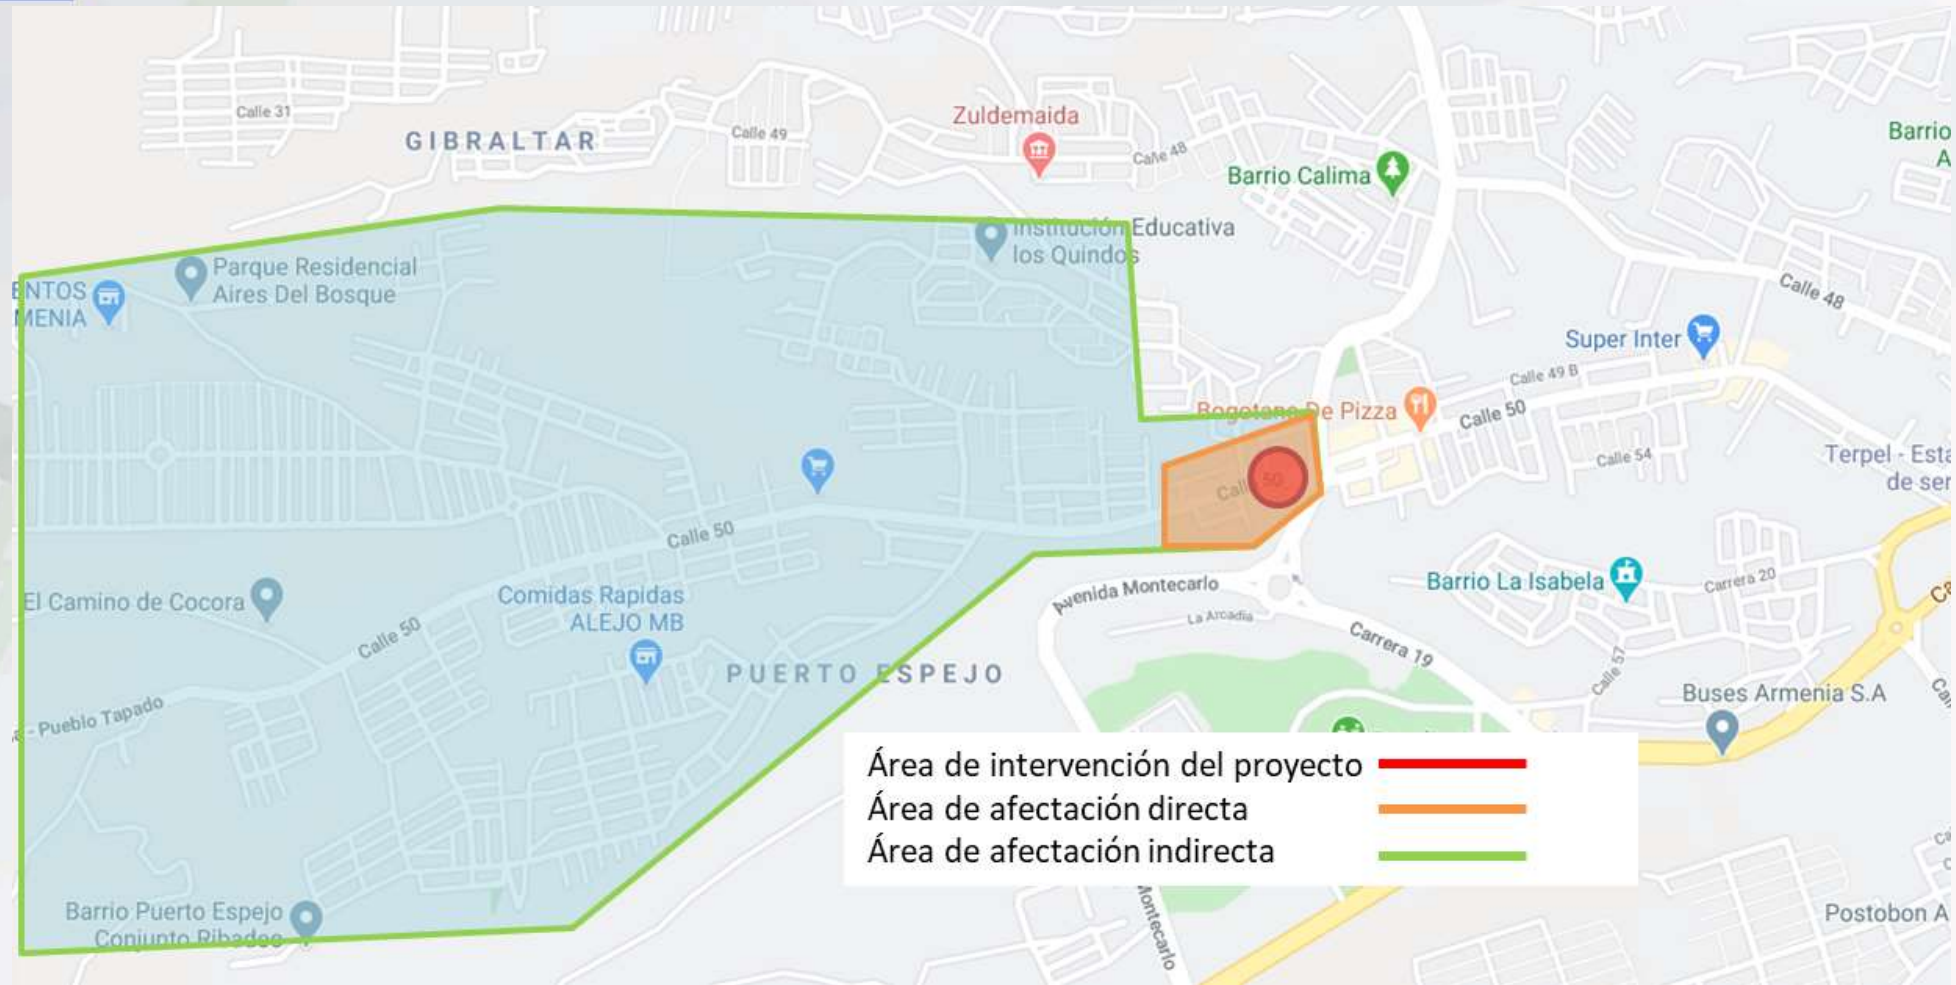 Calle 31
GIBRALTAR
Calle 49
Zuldemaida
Calle 48
Barrio Calima
Barrio
A
Institución Educativa
los Quindos
Parque Residencial
Aires Del Bosque
ENTOS
MENIA
Calle 48
Super Inter
Calle 49 B
Bogotana De Pizza
Calle 50
Calle 54
Terpel - Esta
de ser
Calle 50
Calle 50
Barrio La Isabela
Carrera 20
Avenida Montecarlo
La Arcadia
El Camino de Cocora
Comidas Rapidas
ALEJO MB
Calle 50
Carrera 19
Calle 57
PUERTO ESPEJO
Buses Armenia S.A
- Pueblo Tapado
Área de intervención del proyecto
Área de afectación directa
Área de afectación indirecta
Barrio Puerto Espejo
Conjunto Ribadeo
Montecarlo
Postobon A